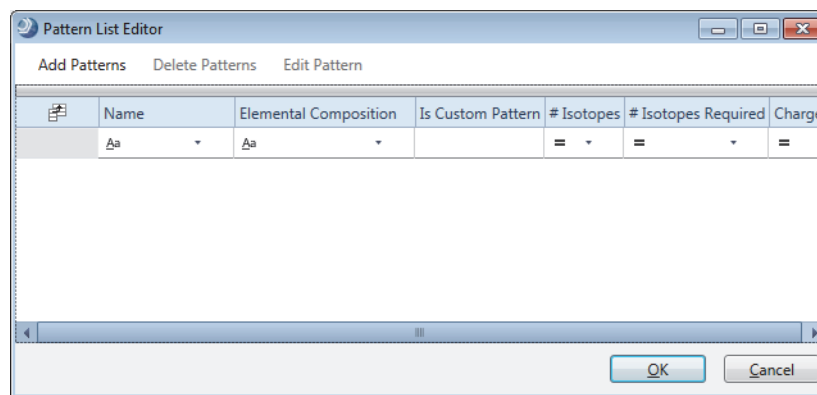 Pattern List Editor
Add Patterns Delete Patterns Edit Pattern
Name Elemental Composition Is Custom Pattern # Isotopes # Isotopes Required Charge
Aa Aa = = =
OK Cancel